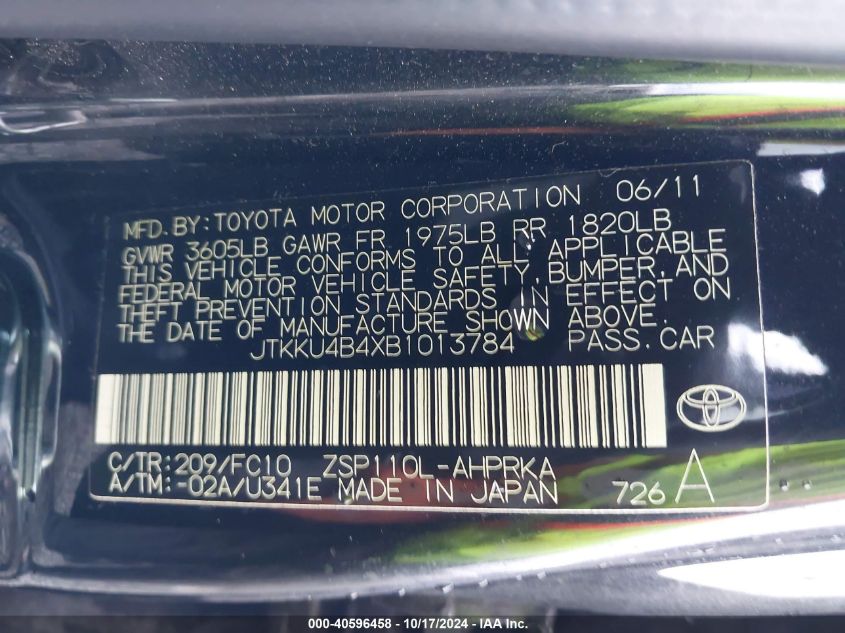 MFD. BY: TOYOTA MOTOR CORPORATION 06/11
GVWR 3605LB GAWR FR 1975LB RR 1820LB
THIS VEHICLE CONFORMS TO ALL APPLICABLE
FEDERAL MOTOR VEHICLE SAFETY, BUMPER, AND
THEFT PREVENTION STANDARDS IN EFFECT ON
THE DATE OF MANUFACTURE SHOWN ABOVE.
JTKKU4B4XB1013784 PASS. CAR
C/TR: 209/FC10 ZSP110L-AHPRKA
A/TM: -02A/U341E MADE IN JAPAN 726 A
000-40596458 - 10/17/2024 - IAA, Inc.